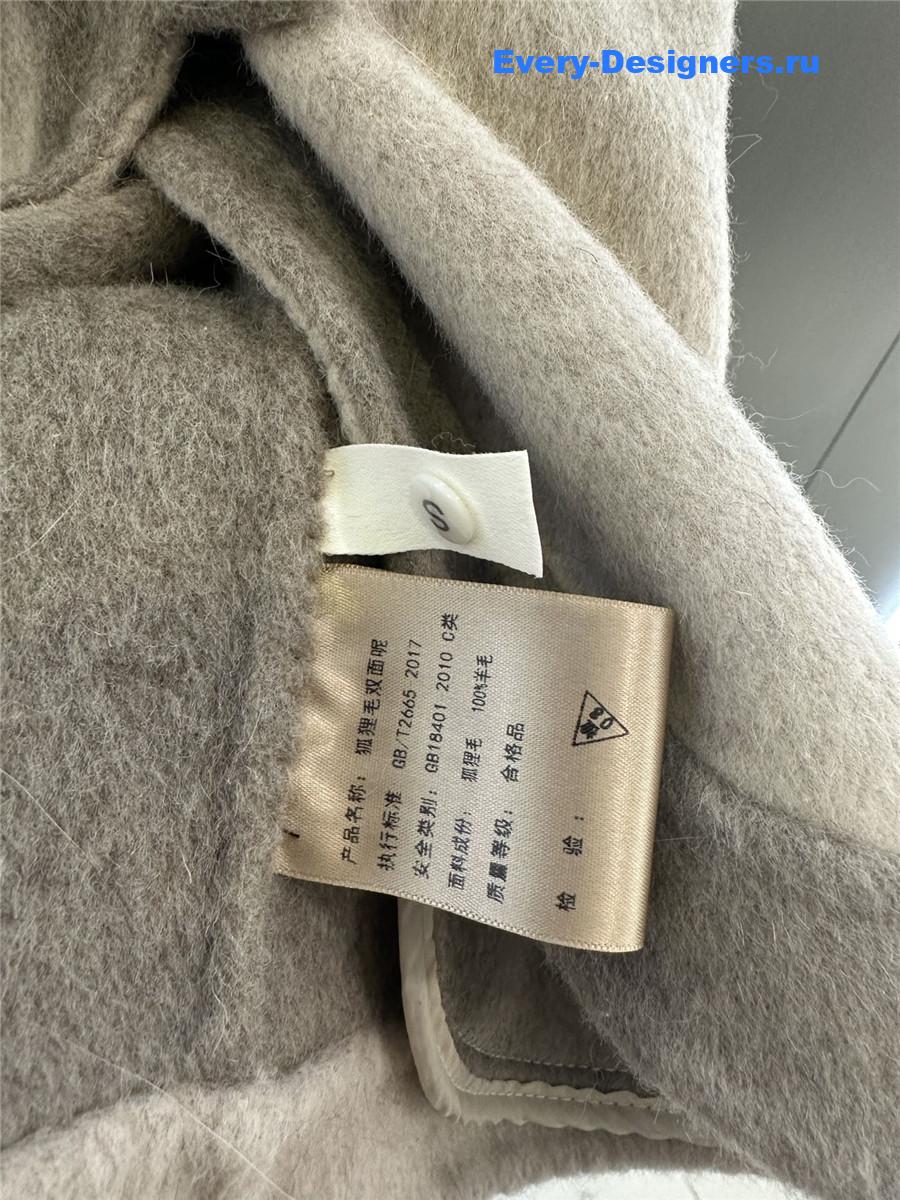 Every-Designers.ru
S
产品名称：狐狸毛双面呢
执行标准 GB/T2665 2017
安全类别：GB18401 2010 C类
面料成份：狐狸毛 100%羊毛
质量等级：合格品
检 验：
08